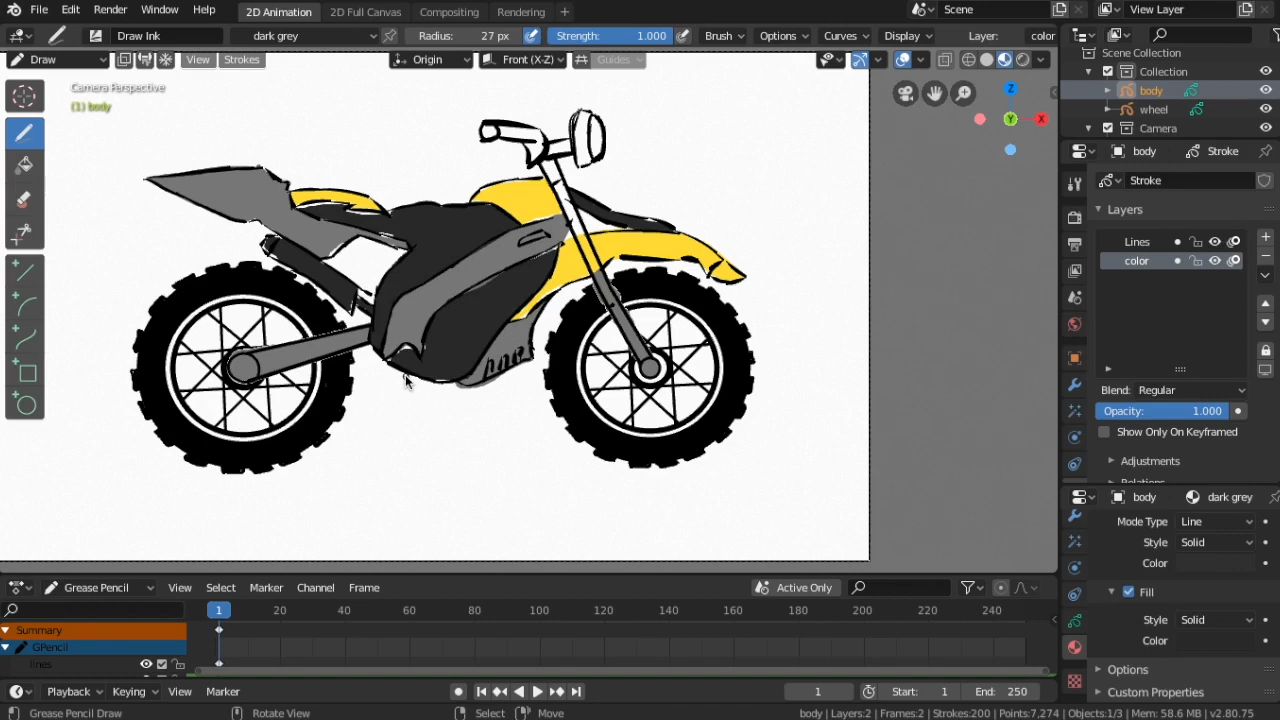 File Edit Render Window Help 2D Animation 2D Full Canvas Compositing Rendering + Scene View Layer
Draw Ink dark grey Radius: 27 px Strength: 1.000 Brush Options Curves Display Layer: color
Draw View Strokes Origin Front (X-Z) Guides
Scene Collection
Collection
body
wheel
Camera
Camera Perspective
(1) body
Z
Y
X
body Stroke
Stroke
Layers
Lines
color
Blend: Regular
Opacity: 1.000
Show Only On Keyframed
Adjustments
body dark grey
Mode Type Line
Style Solid
Color
Fill
Style Solid
Color
Options
Custom Properties
Grease Pencil View Select Marker Channel Frame Active Only
1 20 40 60 80 100 120 140 160 180 200 220 240
Summary
GPencil
lines
Playback Keying View Marker 1 Start: 1 End: 250
Grease Pencil Draw Rotate View Select Move body | Layers:2 | Frames:2 | Strokes:200 | Points:7,274 | Objects:1/3 | Mem: 58.6 MB | v2.80.75